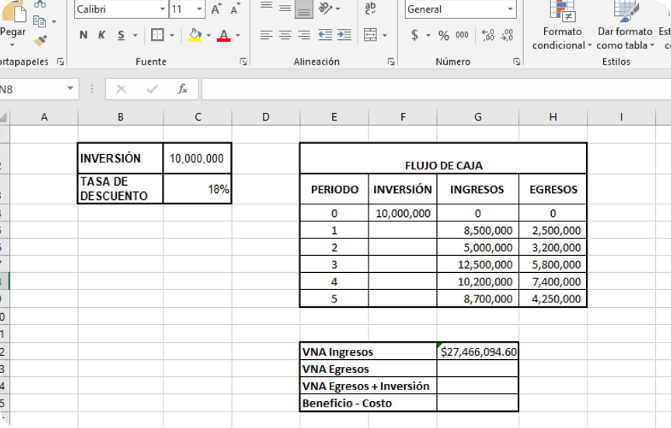 Calibri 11 A A ab c General
Pegar N K S A $ % 000
Formato condicional Dar formato como tabla
Fuente Alineación Número Estilos
N8 fx
A B C D E F G H I
INVERSIÓN 10,000,000
TASA DE DESCUENTO 18%
FLUJO DE CAJA
PERIODO INVERSIÓN INGRESOS EGRESOS
0 10,000,000 0 0
1 8,500,000 2,500,000
2 5,000,000 3,200,000
3 12,500,000 5,800,000
4 10,200,000 7,400,000
5 8,700,000 4,250,000
VNA Ingresos $27,466,094.60
VNA Egresos
VNA Egresos + Inversión
Beneficio - Costo